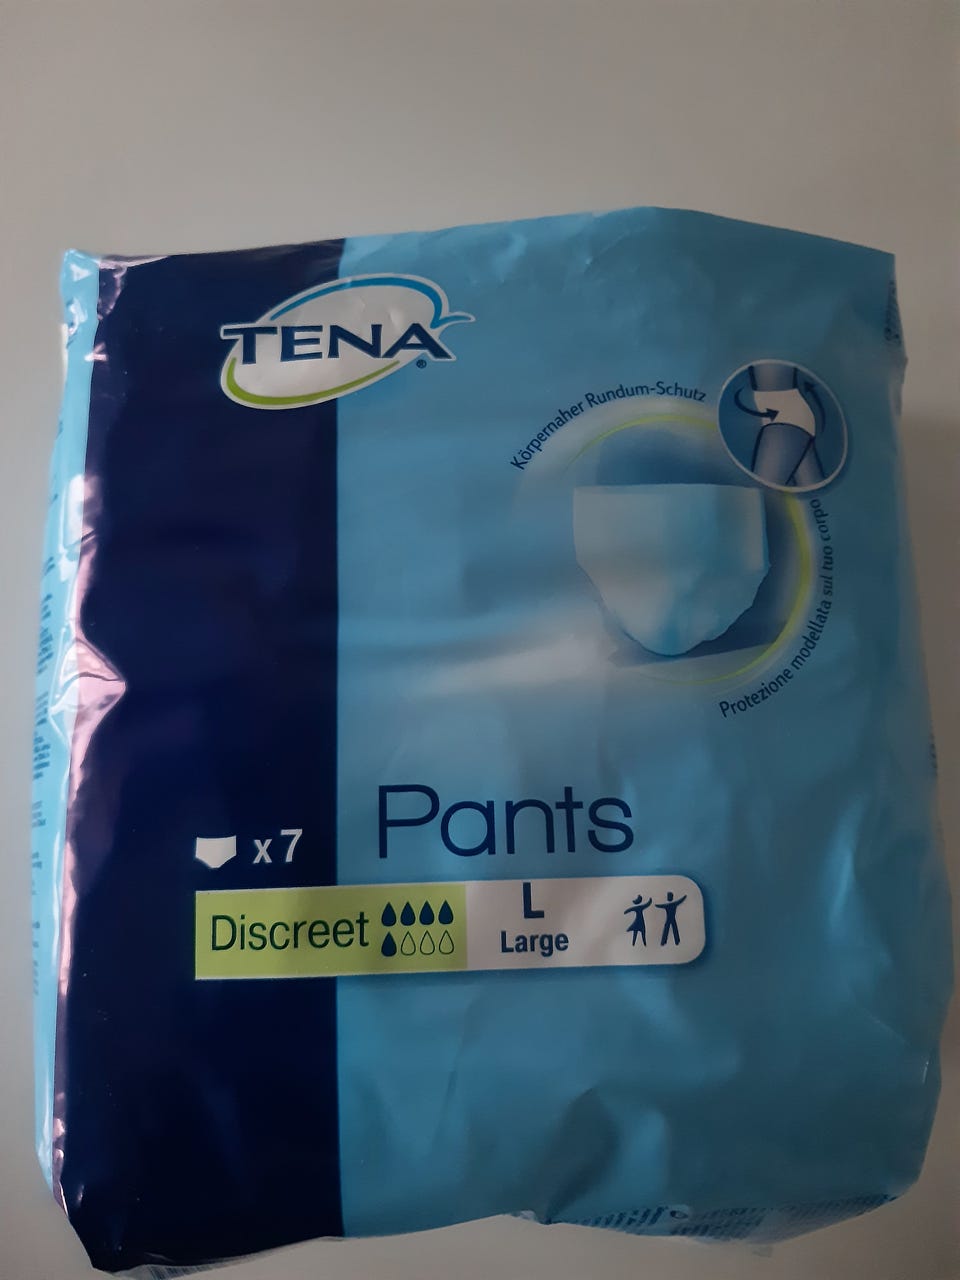 TENA®
Körpernaher Rundum-Schutz
Protezione modellata sul tuo corpo
Pants
x7
Discreet
L
Large